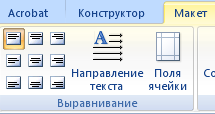 Acrobat Конструктор Макет
Направление Поля
текста ячейки
Выравнивание